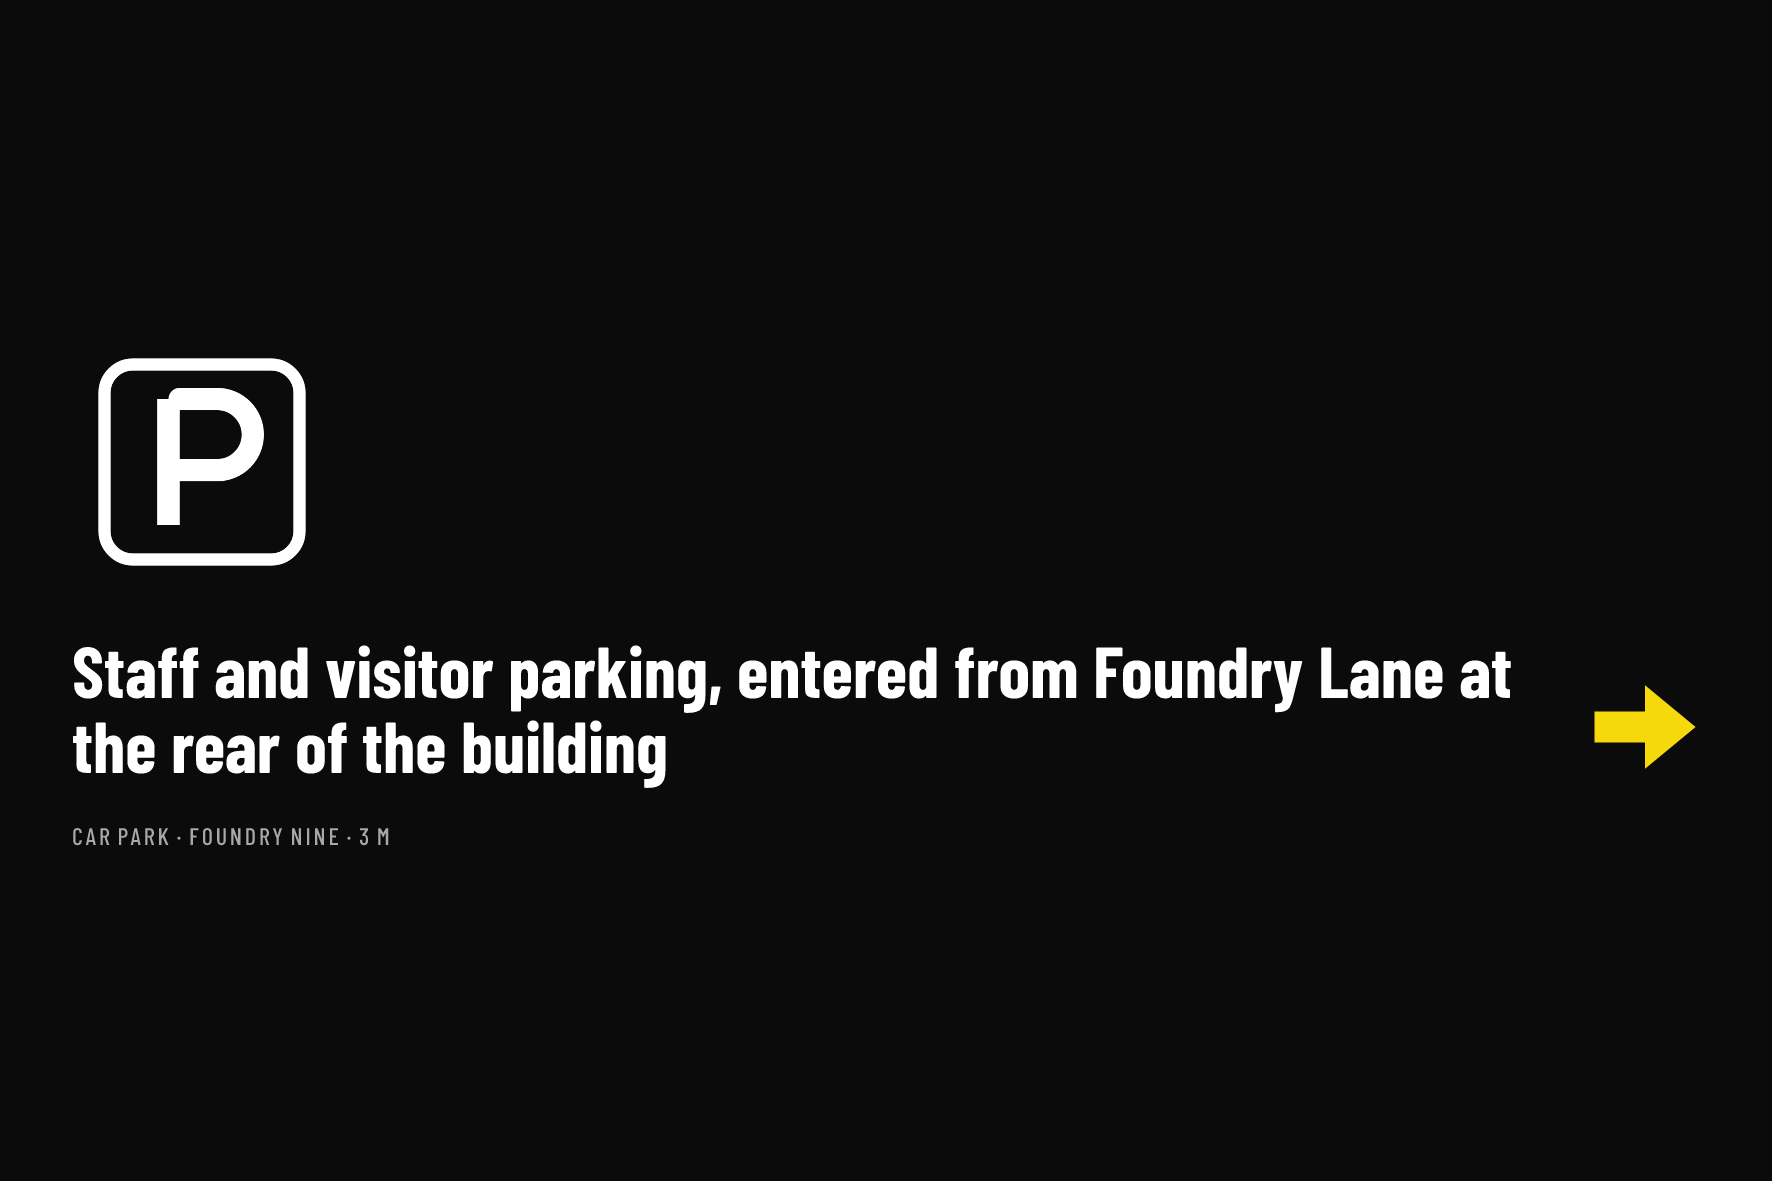 P
Staff and visitor parking, entered from Foundry Lane at
the rear of the building
CAR PARK · FOUNDRY NINE · 3 M